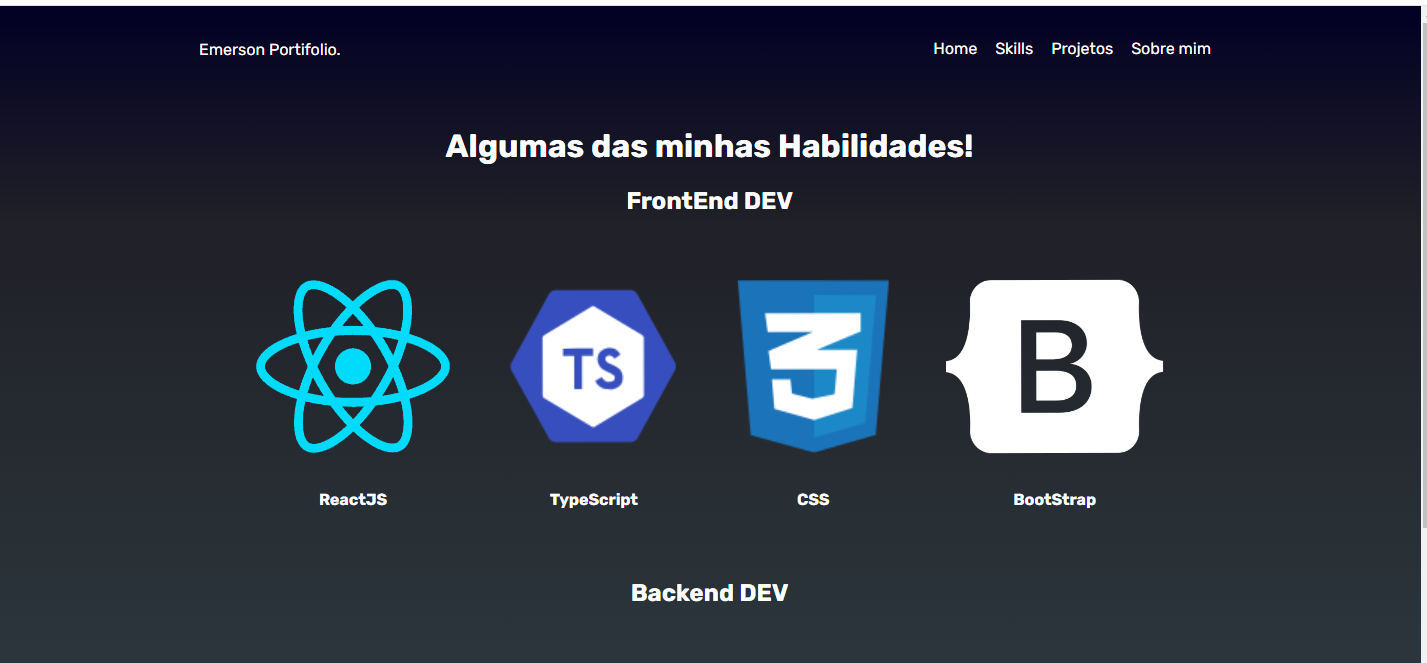 Emerson Portifolio.
Home Skills Projetos Sobre mim
Algumas das minhas Habilidades!
FrontEnd DEV
TS
3
B
ReactJS TypeScript CSS BootStrap
Backend DEV